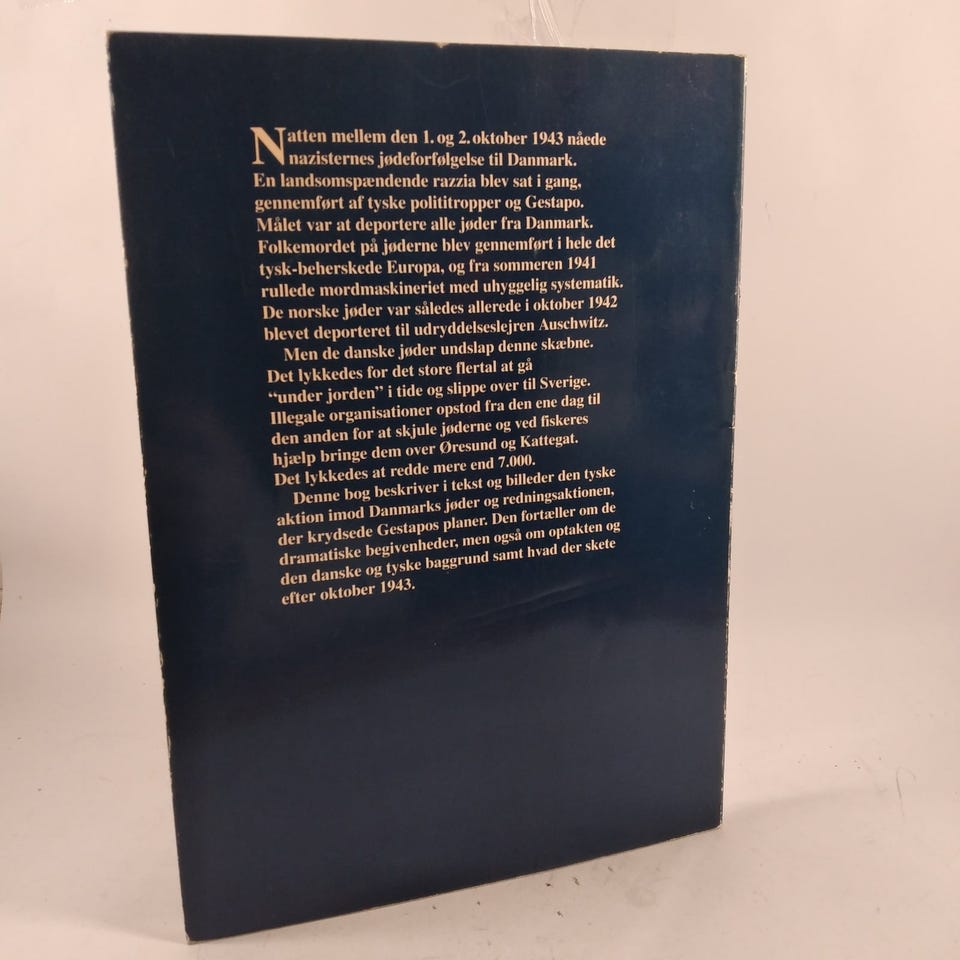 Natten mellem den 1. og 2. oktober 1943 nåede
nazisternes jødeforfølgelse til Danmark.
En landsomspændende razzia blev sat i gang,
gennemført af tyske polititropper og Gestapo.
Målet var at deportere alle jøder fra Danmark.
Folkemordet på jøderne blev gennemført i hele det
tysk-beherskede Europa, og fra sommeren 1941
rullede mordmaskineriet med uhyggelig systematik.
De norske jøder var således allerede i oktober 1942
blevet deporteret til udryddelseslejren Auschwitz.
Men de danske jøder undslap denne skæbne.
Det lykkedes for det store flertal at gå
“under jorden” i tide og slippe over til Sverige.
Illegale organisationer opstod fra den ene dag til
den anden for at skjule jøderne og ved fiskeres
hjælp bringe dem over Øresund og Kattegat.
Det lykkedes at redde mere end 7.000.
Denne bog beskriver i tekst og billeder den tyske
aktion imod Danmarks jøder og redningsaktionen,
der krydsede Gestapos planer. Den fortæller om de
dramatiske begivenheder, men også om optakten og
den danske og tyske baggrund samt hvad der skete
efter oktober 1943.